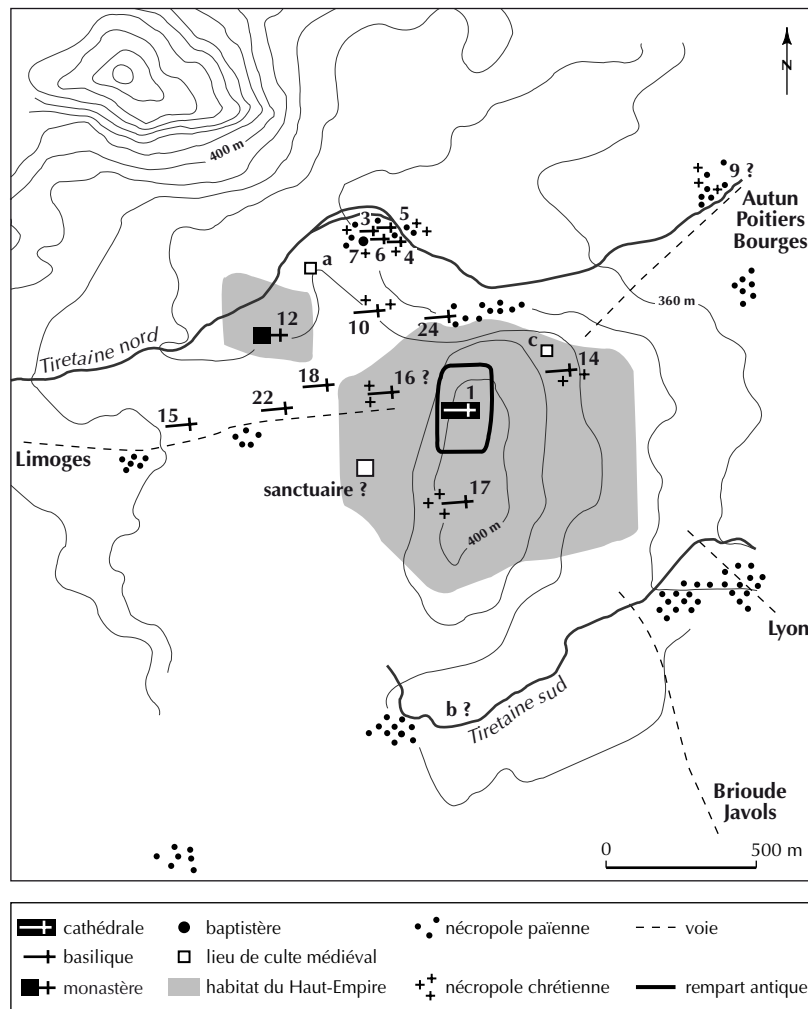 N
400 m
9 ?
Autun
Poitiers
Bourges
3
5
7
6
4
a
360 m
12
10
24
Tiretaine nord
c
14
18
16 ?
1
22
15
Limoges
sanctuaire ?
17
400 m
Lyon
b ?
Tiretaine sud
Brioude
Javols
0
500 m
cathédrale
baptistère
nécropole païenne
voie
basilique
lieu de culte médiéval
monastère
habitat du Haut-Empire
nécropole chrétienne
rempart antique